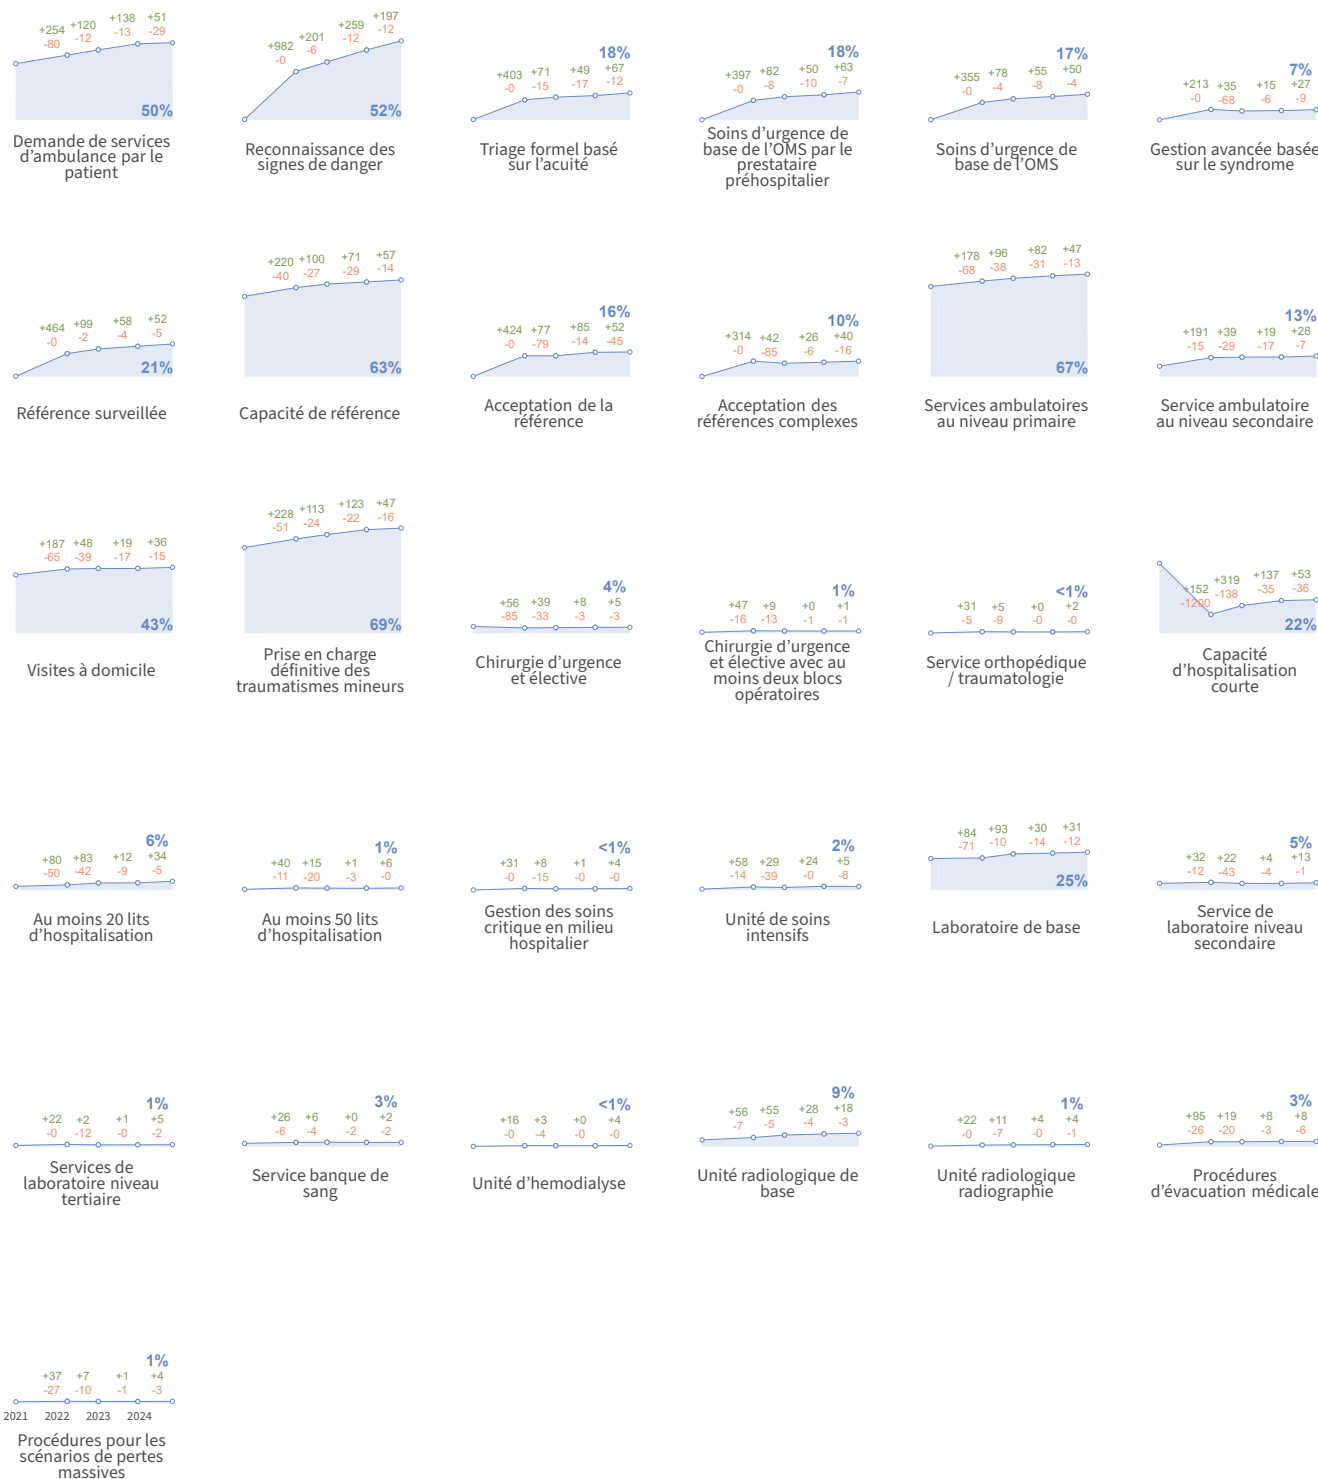 +254 +120 +138 +51
-80 -12 -13 -29
50%
Demande de services
d'ambulance par le
patient
+982 +201 +259 +197
-0 -6 -12 -12
52%
Reconnaissance des
signes de danger
18%
+403 +71 +49 +67
-0 -15 -17 -12
Triage formel basé
sur l'acuité
18%
+397 +82 +50 +63
-0 -8 -10 -7
Soins d'urgence de
base de l'OMS par le
prestataire
préhospitalier
17%
+355 +78 +55 +50
-0 -4 -8 -4
Soins d'urgence de
base de l'OMS
7%
+213 +35 +15 +27
-0 -68 -6 -9
Gestion avancée basée
sur le syndrome
+464 +99 +58 +52
-0 -2 -4 -5
21%
Référence surveillée
+220 +100 +71 +57
-40 -27 -29 -14
63%
Capacité de référence
16%
+424 +77 +85 +52
-0 -79 -14 -45
Acceptation de la
référence
10%
+314 +42 +26 +40
-0 -85 -6 -16
Acceptation des
références complexes
+178 +96 +82 +47
-68 -38 -31 -13
67%
Services ambulatoires
au niveau primaire
13%
+191 +39 +19 +28
-15 -29 -17 -7
Service ambulatoire
au niveau secondaire
+187 +48 +19 +36
-65 -39 -17 -15
43%
Visites à domicile
+228 +113 +123 +47
-51 -24 -22 -16
69%
Prise en charge
définitive des
traumatismes mineurs
4%
+56 +39 +8 +5
-85 -33 -3 -3
Chirurgie d'urgence
et élective
1%
+47 +9 +0 +1
-16 -13 -1 -1
Chirurgie d'urgence
et élective avec au
moins deux blocs
opératoires
<1%
+31 +5 +0 +2
-5 -9 -0 -0
Service orthopédique
/ traumatologie
+152 +319 +137 +53
-1200 -138 -35 -36
22%
Capacité
d'hospitalisation
courte
6%
+80 +83 +12 +34
-50 -42 -9 -5
Au moins 20 lits
d'hospitalisation
1%
+40 +15 +1 +6
-11 -20 -3 -0
Au moins 50 lits
d'hospitalisation
<1%
+31 +8 +1 +4
-0 -15 -0 -0
Gestion des soins
critique en milieu
hospitalier
2%
+58 +29 +24 +5
-14 -39 -0 -8
Unité de soins
intensifs
+84 +93 +30 +31
-71 -10 -14 -12
25%
Laboratoire de base
5%
+32 +22 +4 +13
-12 -43 -4 -1
Service de
laboratoire niveau
secondaire
1%
+22 +2 +1 +5
-0 -12 -0 -2
Services de
laboratoire niveau
tertiaire
3%
+26 +6 +0 +2
-6 -4 -2 -2
Service banque de
sang
<1%
+16 +3 +0 +4
-0 -4 -0 -0
Unité d'hemodialyse
9%
+56 +55 +28 +18
-7 -5 -4 -3
Unité radiologique de
base
1%
+22 +11 +4 +4
-0 -7 -0 -1
Unité radiologique
radiographie
3%
+95 +19 +8 +8
-26 -20 -3 -6
Procédures
d'évacuation médicale
1%
+37 +7 +1 +4
-27 -10 -1 -3
2021 2022 2023 2024
Procédures pour les
scénarios de pertes
massives